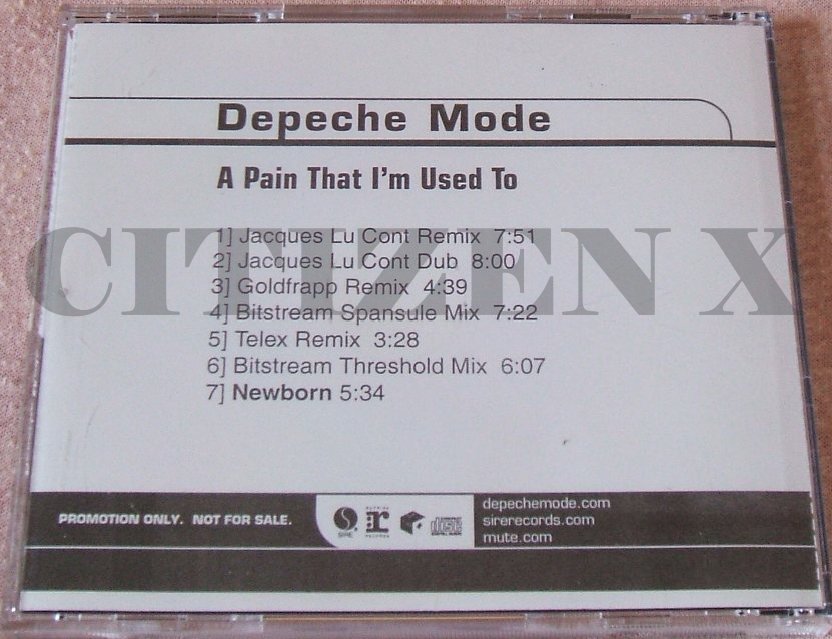 Depeche Mode
A Pain That I'm Used To
1] Jacques Lu Cont Remix 7:51
2] Jacques Lu Cont Dub 8:00
CITIZEN X
3] Goldfrapp Remix 4:39
4] Bitstream Spansule Mix 7:22
5] Telex Remix 3:28
6] Bitstream Threshold Mix 6:07
7] Newborn 5:34
PROMOTION ONLY. NOT FOR SALE.
SIRE
disc
depechemode.com
sirerecords.com
mute.com